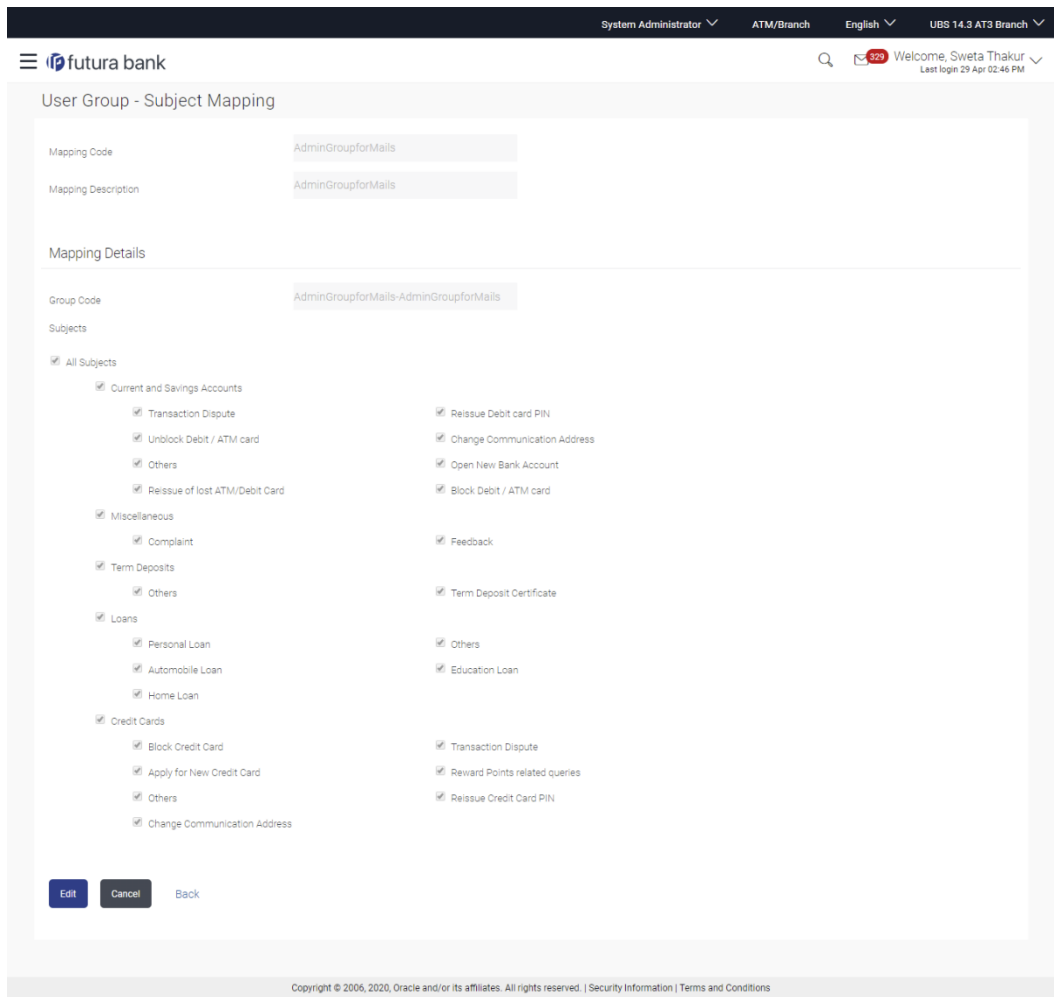 System Administrator ATM/Branch English UBS 14.3 AT3 Branch
futura bank 329 Welcome, Sweta Thakur
Last login 29 Apr 02:46 PM
User Group - Subject Mapping
Mapping Code AdminGroupforMails
Mapping Description AdminGroupforMails
Mapping Details
Group Code AdminGroupforMails-AdminGroupforMails
Subjects
All Subjects
Current and Savings Accounts
Transaction Dispute Reissue Debit card PIN
Unblock Debit / ATM card Change Communication Address
Others Open New Bank Account
Reissue of lost ATM/Debit Card Block Debit / ATM card
Miscellaneous
Complaint Feedback
Term Deposits
Others Term Deposit Certificate
Loans
Personal Loan Others
Automobile Loan Education Loan
Home Loan
Credit Cards
Block Credit Card Transaction Dispute
Apply for New Credit Card Reward Points related queries
Others Reissue Credit Card PIN
Change Communication Address
Edit Cancel Back
Copyright © 2006, 2020, Oracle and/or its affiliates. All rights reserved. | Security Information | Terms and Conditions